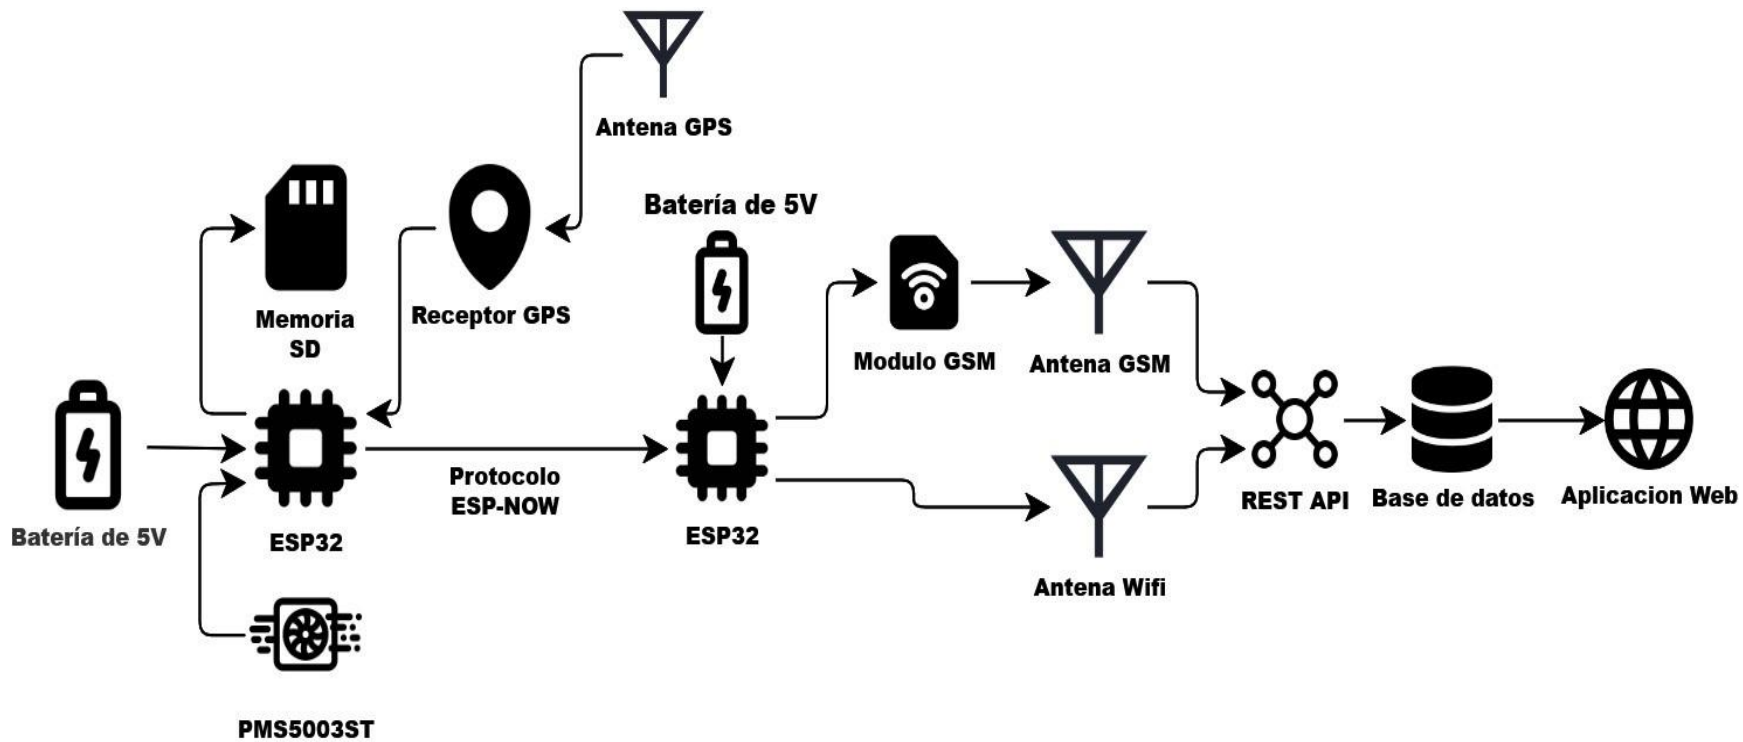 Antena GPS
Batería de 5V
Memoria
SD
Receptor GPS
Modulo GSM
Antena GSM
Protocolo
ESP-NOW
Batería de 5V
ESP32
ESP32
REST API
Base de datos
Aplicacion Web
Antena Wifi
PMS5003ST